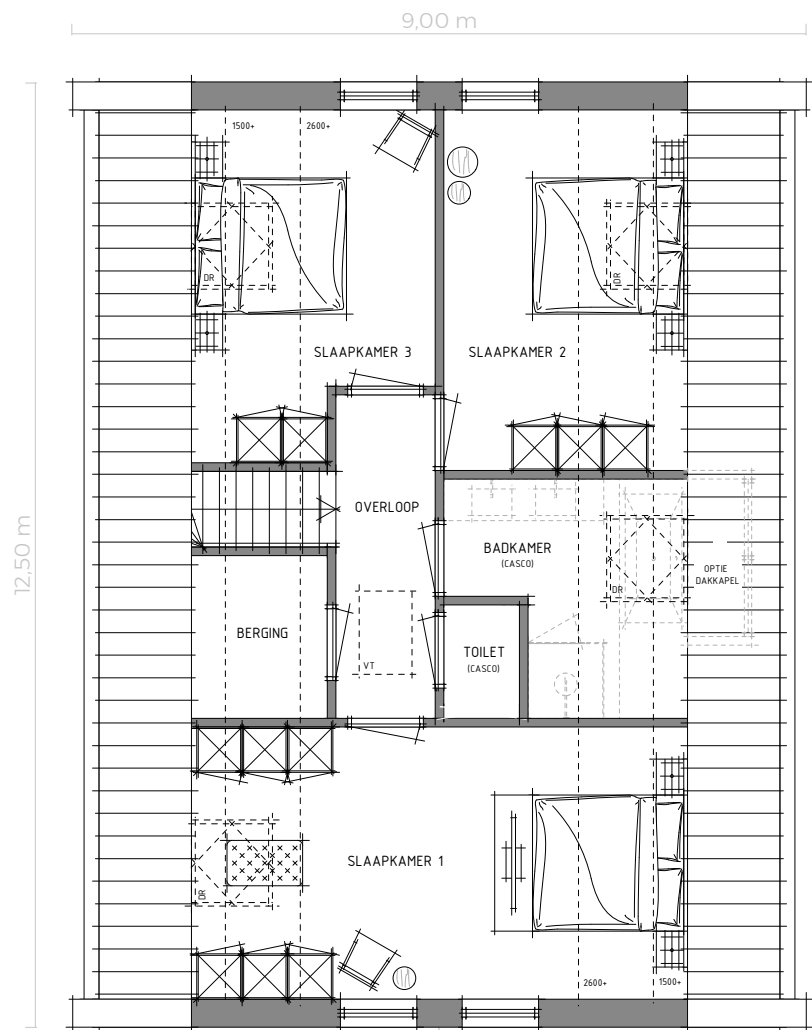 9,00 m
12,50 m
1500+ 2600+
DR
DR
SLAAPKAMER 3
SLAAPKAMER 2
OVERLOOP
BADKAMER
(CASCO)
DR
OPTIE
DAKKAPEL
BERGING
TOILET
(CASCO)
VT
SLAAPKAMER 1
DR
2600+ 1500+